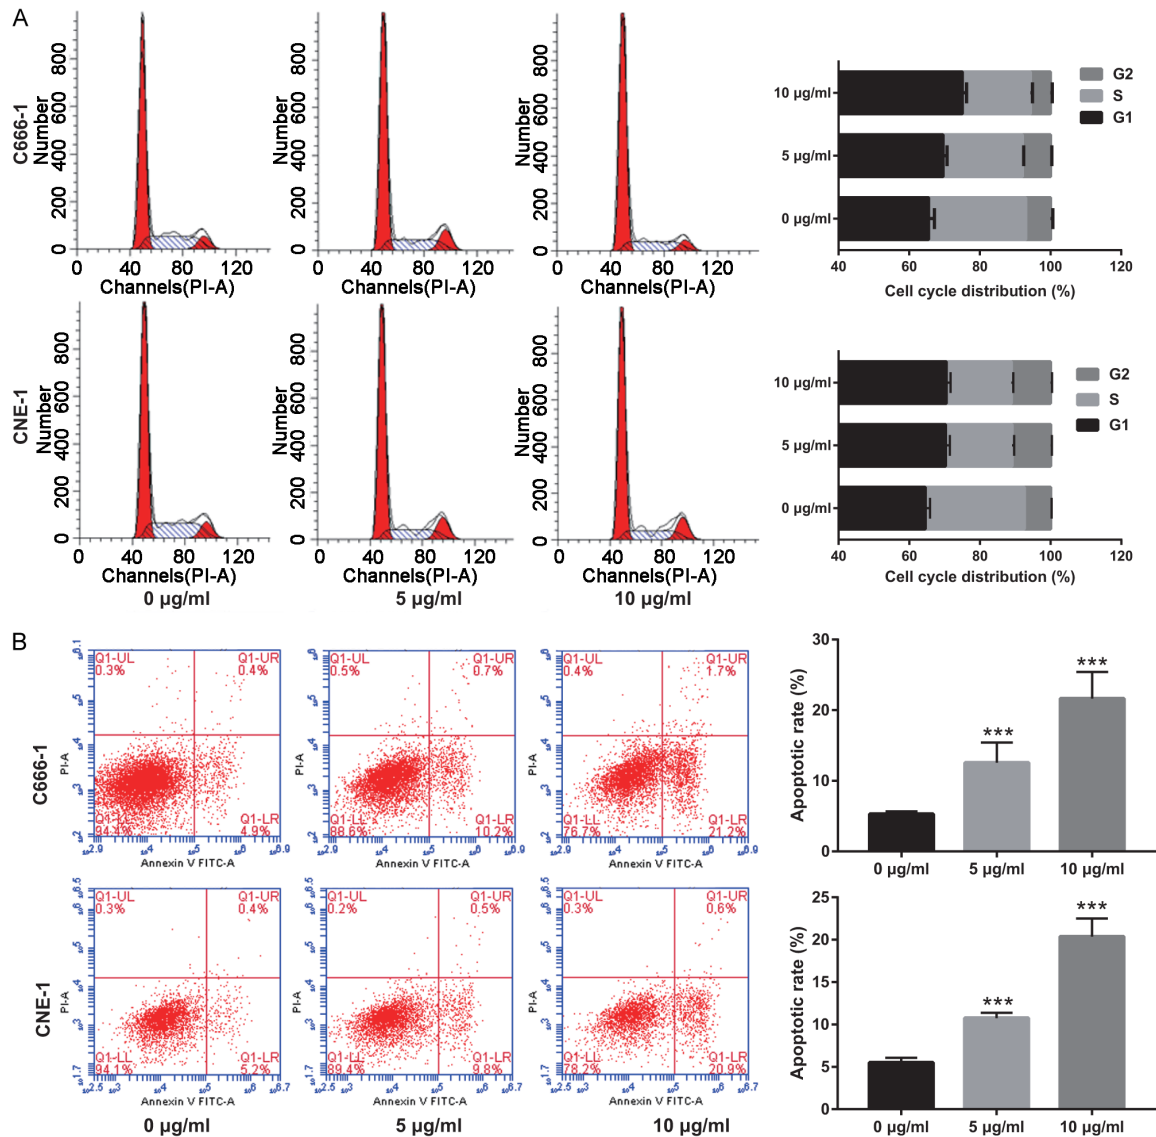 A
C666-1
Number
0
200
400
600
800
0
40
80
120
Channels(PI-A)
Number
0
200
400
600
800
0
40
80
120
Channels(PI-A)
Number
0
200
400
600
800
0
40
80
120
Channels(PI-A)
10 µg/ml
5 µg/ml
0 µg/ml
40
60
80
100
120
Cell cycle distribution (%)
G2
S
G1
CNE-1
Number
0
200
400
600
800
0
40
80
120
Channels(PI-A)
0 µg/ml
Number
0
200
400
600
800
0
40
80
120
Channels(PI-A)
5 µg/ml
Number
0
200
400
600
800
0
40
80
120
Channels(PI-A)
10 µg/ml
10 µg/ml
5 µg/ml
0 µg/ml
40
60
80
100
120
Cell cycle distribution (%)
G2
S
G1
B
C666-1
PI-A
Q1-UL
0.3%
Q1-UR
0.4%
Q1-LL
94.4%
Q1-LR
4.9%
Annexin V FITC-A
PI-A
Q1-UL
0.5%
Q1-UR
0.7%
Q1-LL
88.6%
Q1-LR
10.2%
Annexin V FITC-A
PI-A
Q1-UL
0.4%
Q1-UR
1.7%
Q1-LL
76.7%
Q1-LR
21.2%
Annexin V FITC-A
Apoptotic rate (%)
30
20
10
0
***
***
0 µg/ml
5 µg/ml
10 µg/ml
CNE-1
PI-A
Q1-UL
0.3%
Q1-UR
0.4%
Q1-LL
94.1%
Q1-LR
5.2%
Annexin V FITC-A
0 µg/ml
PI-A
Q1-UL
0.2%
Q1-UR
0.5%
Q1-LL
89.4%
Q1-LR
9.8%
Annexin V FITC-A
5 µg/ml
PI-A
Q1-UL
0.3%
Q1-UR
0.6%
Q1-LL
78.2%
Q1-LR
20.9%
Annexin V FITC-A
10 µg/ml
Apoptotic rate (%)
25
20
15
10
5
0
***
***
0 µg/ml
5 µg/ml
10 µg/ml